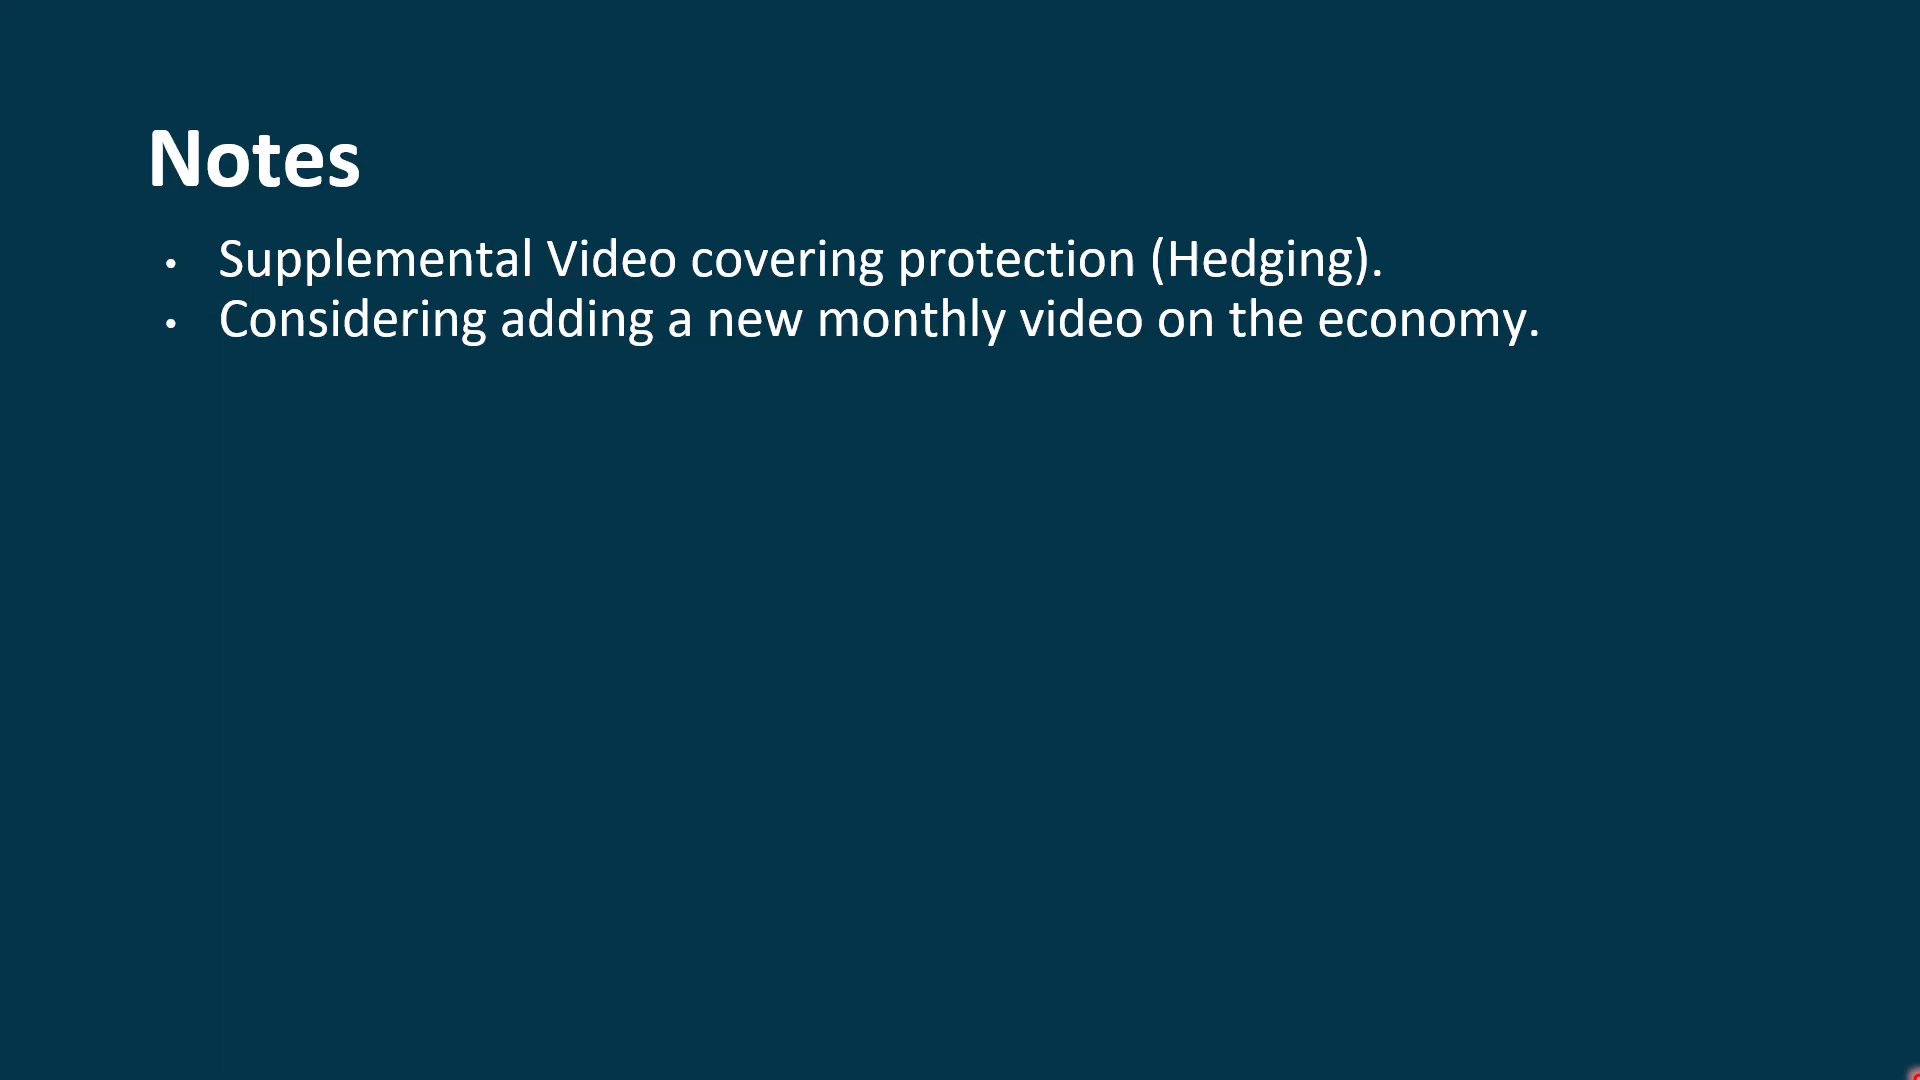 Notes
• Supplemental Video covering protection (Hedging).
• Considering adding a new monthly video on the economy.